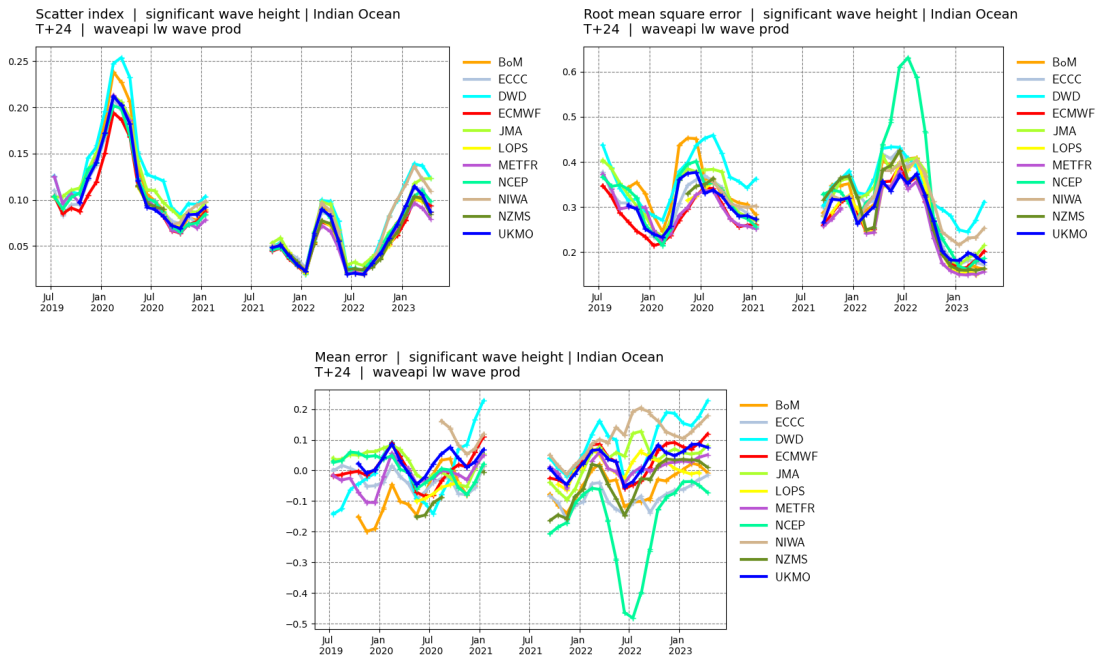 Scatter index | significant wave height | Indian Ocean
T+24 | waveapi lw wave prod
0.25
0.20
0.15
0.10
0.05
Jul
2019
Jan
2020
Jul
2020
Jan
2021
Jul
2021
Jan
2022
Jul
2022
Jan
2023
BoM
ECCC
DWD
ECMWF
JMA
LOPS
METFR
NCEP
NIWA
NZMS
UKMO
Root mean square error | significant wave height | Indian Ocean
T+24 | waveapi lw wave prod
0.6
0.5
0.4
0.3
0.2
Jul
2019
Jan
2020
Jul
2020
Jan
2021
Jul
2021
Jan
2022
Jul
2022
Jan
2023
BoM
ECCC
DWD
ECMWF
JMA
LOPS
METFR
NCEP
NIWA
NZMS
UKMO
Mean error | significant wave height | Indian Ocean
T+24 | waveapi lw wave prod
0.2
0.1
0.0
−0.1
−0.2
−0.3
−0.4
−0.5
Jul
2019
Jan
2020
Jul
2020
Jan
2021
Jul
2021
Jan
2022
Jul
2022
Jan
2023
BoM
ECCC
DWD
ECMWF
JMA
LOPS
METFR
NCEP
NIWA
NZMS
UKMO